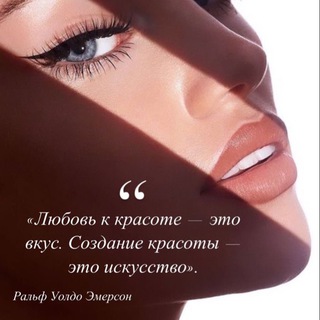 “
«Любовь к красоте — это
вкус. Создание красоты —
это искусство».
Ральф Уолдо Эмерсон